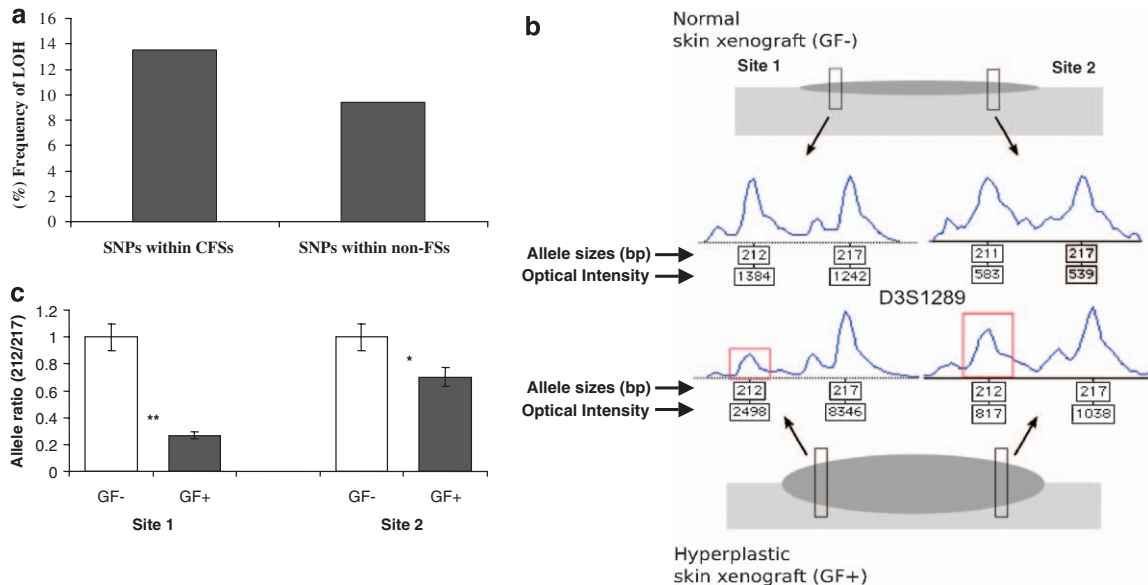 a
(%) Frequency of LOH
16
14
12
10
8
6
4
2
0
SNPs within CFSs SNPs within non-FSs
b
Normal
skin xenograft (GF-)
Site 1 Site 2
Allele sizes (bp) 212 217 211 217
Optical Intensity 1384 1242 583 539
D3S1289
Allele sizes (bp) 212 217 212 217
Optical Intensity 2498 8346 817 1038
Hyperplastic
skin xenograft (GF+)
c
Allele ratio (212/217)
1.2
1
0.8
0.6
0.4
0.2
0
**
*
GF- GF+ GF- GF+
Site 1 Site 2